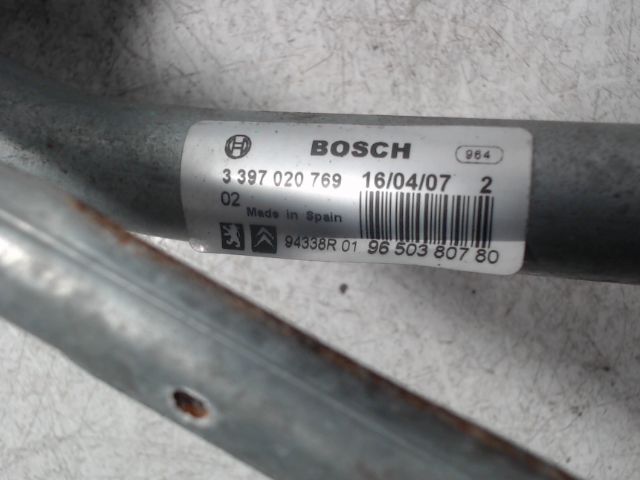 BOSCH 964
3 397 020 769 16/04/07 2
02
Made in Spain
94338R 01 96 503 807 80